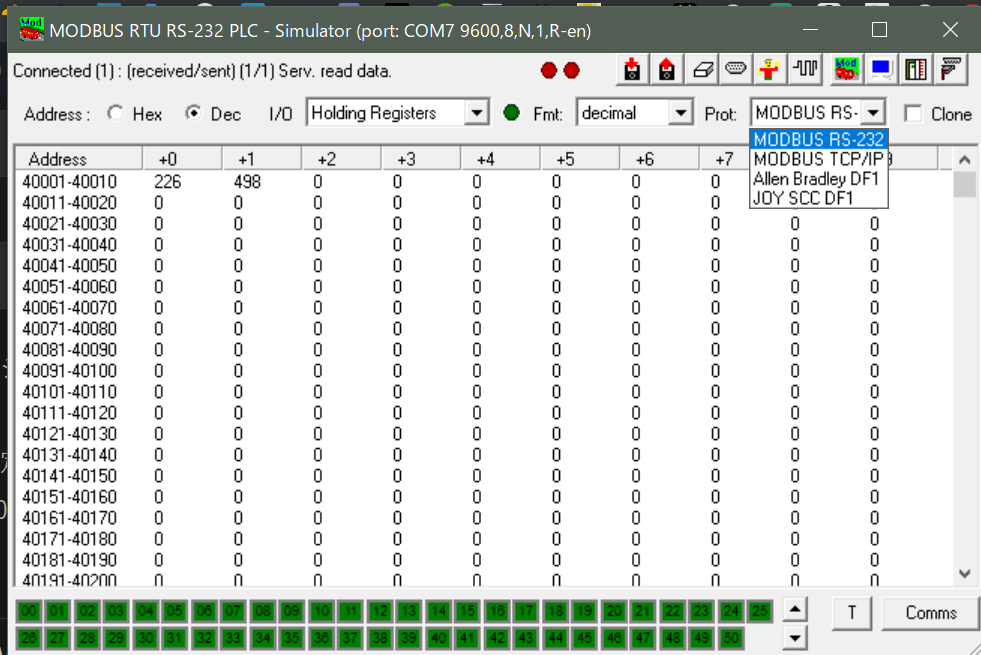 MODBUS RTU RS-232 PLC - Simulator (port: COM7 9600,8,N,1,R-en)
Connected (1) : (received/sent) (1/1) Serv. read data.
Address : Hex Dec I/O Holding Registers Fmt: decimal Prot: MODBUS RS- Clone
MODBUS RS-232
MODBUS TCP/IP
Allen Bradley DF1
JOY SCC DF1
Address +0 +1 +2 +3 +4 +5 +6 +7
40001-40010 226 498 0 0 0 0 0 0
40011-40020 0 0 0 0 0 0 0 0
40021-40030 0 0 0 0 0 0 0 0 0 0
40031-40040 0 0 0 0 0 0 0 0 0 0
40041-40050 0 0 0 0 0 0 0 0 0 0
40051-40060 0 0 0 0 0 0 0 0 0 0
40061-40070 0 0 0 0 0 0 0 0 0 0
40071-40080 0 0 0 0 0 0 0 0 0 0
40081-40090 0 0 0 0 0 0 0 0 0 0
40091-40100 0 0 0 0 0 0 0 0 0 0
40101-40110 0 0 0 0 0 0 0 0 0 0
40111-40120 0 0 0 0 0 0 0 0 0 0
40121-40130 0 0 0 0 0 0 0 0 0 0
40131-40140 0 0 0 0 0 0 0 0 0 0
40141-40150 0 0 0 0 0 0 0 0 0 0
40151-40160 0 0 0 0 0 0 0 0 0 0
40161-40170 0 0 0 0 0 0 0 0 0 0
40171-40180 0 0 0 0 0 0 0 0 0 0
40181-40190 0 0 0 0 0 0 0 0 0 0
40191-40200 0 0 0 0 0 0 0 0 0 0
00 01 02 03 04 05 06 07 08 09 10 11 12 13 14 15 16 17 18 19 20 21 22 23 24 25 T Comms
26 27 28 29 30 31 32 33 34 35 36 37 38 39 40 41 42 43 44 45 46 47 48 49 50